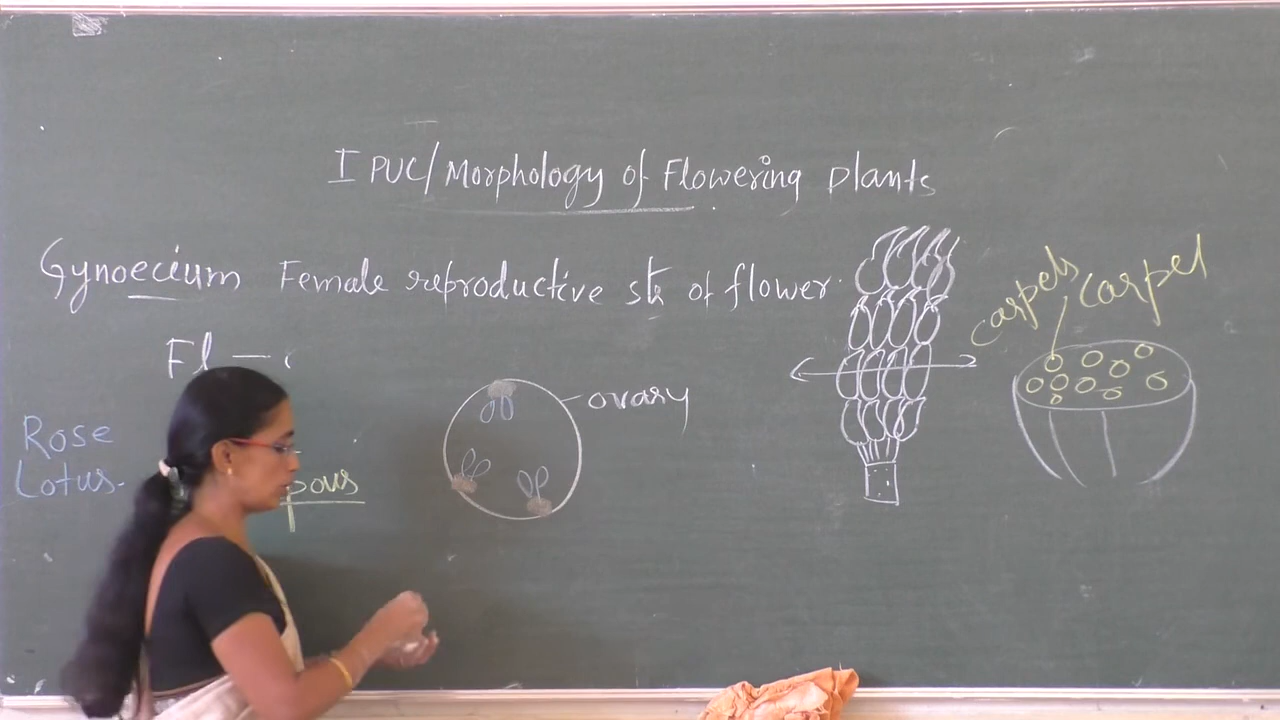 I PUC/Morphology of Flowering plants
Gynoecium Female reproductive str of flower.
carpels carpel
Fl —
Rose
ovary
Lotus.
pous